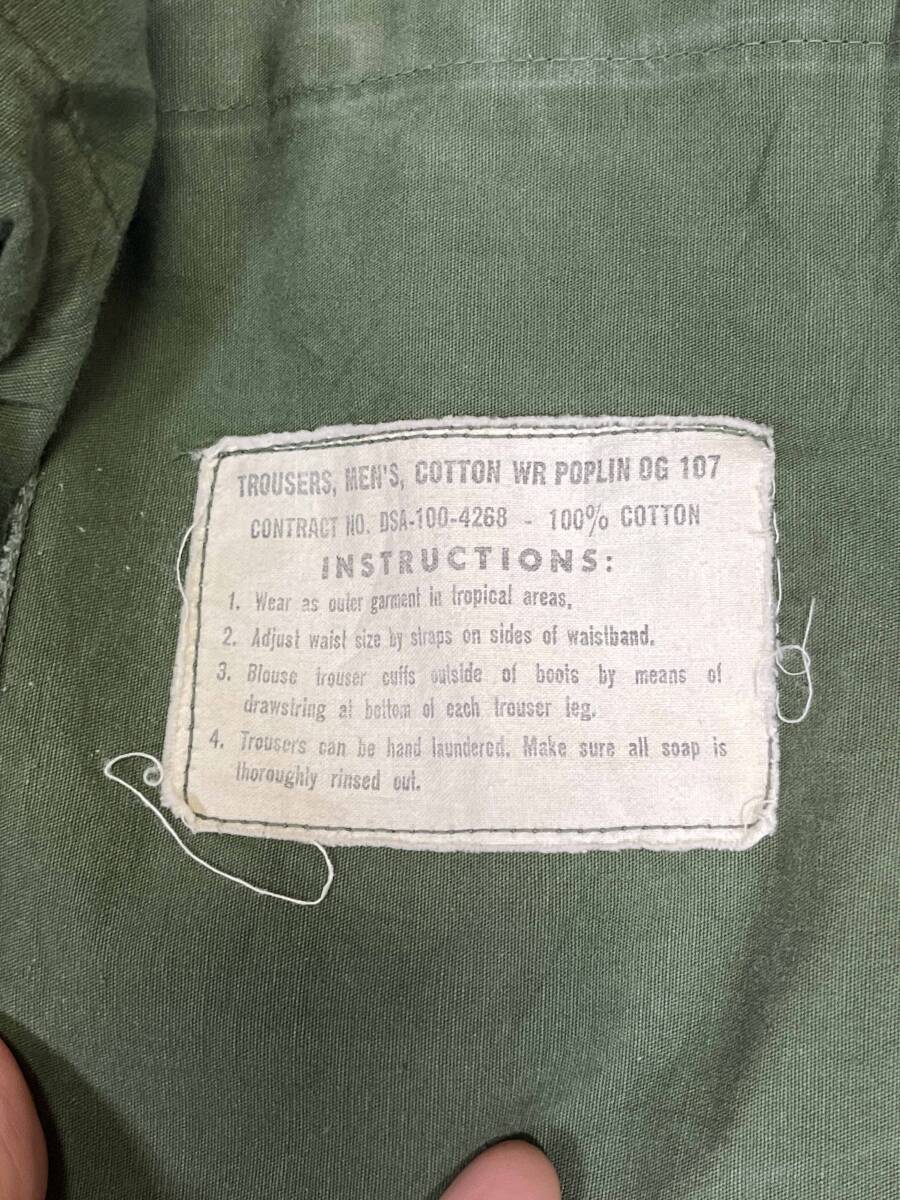 TROUSERS, MEN'S, COTTON WR POPLIN OG 107
CONTRACT NO. DSA-100-4268 - 100% COTTON
INSTRUCTIONS:
1. Wear as outer garment in tropical areas.
2. Adjust waist size by straps on sides of waistband.
3. Blouse trouser cuffs outside of boots by means of
drawstring at bottom of each trouser leg.
4. Trousers can be hand laundered. Make sure all soap is
thoroughly rinsed out.